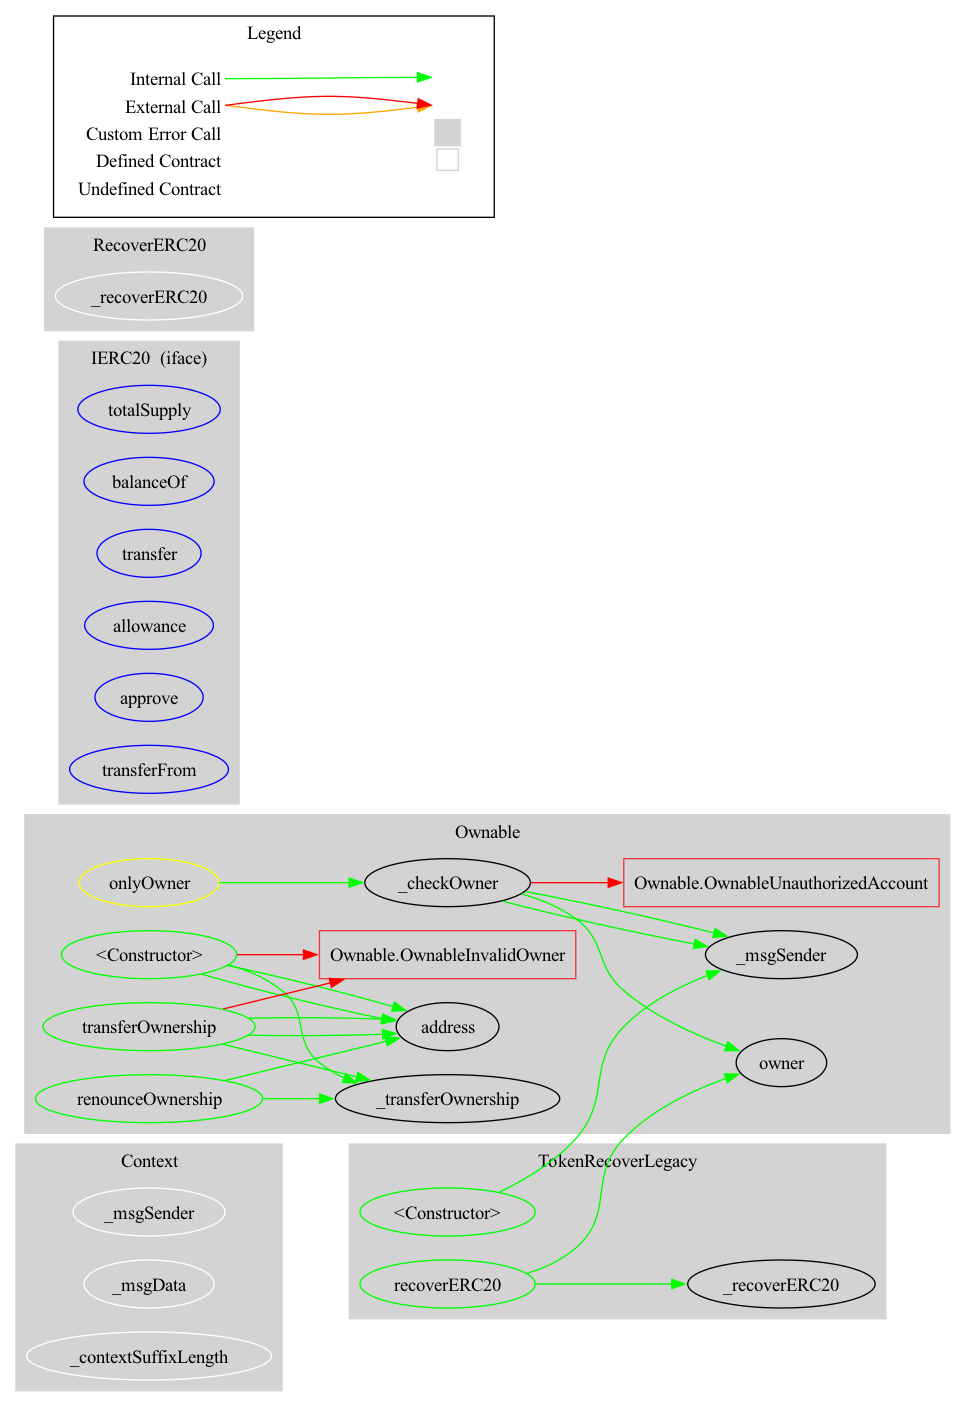 Legend
Internal Call
External Call
Custom Error Call
Defined Contract
Undefined Contract
RecoverERC20
_recoverERC20
IERC20  (iface)
totalSupply
balanceOf
transfer
allowance
approve
transferFrom
Ownable
onlyOwner
_checkOwner
Ownable.OwnableUnauthorizedAccount
<Constructor>
Ownable.OwnableInvalidOwner
_msgSender
transferOwnership
address
owner
renounceOwnership
_transferOwnership
Context
_msgSender
_msgData
_contextSuffixLength
TokenRecoverLegacy
<Constructor>
recoverERC20
_recoverERC20